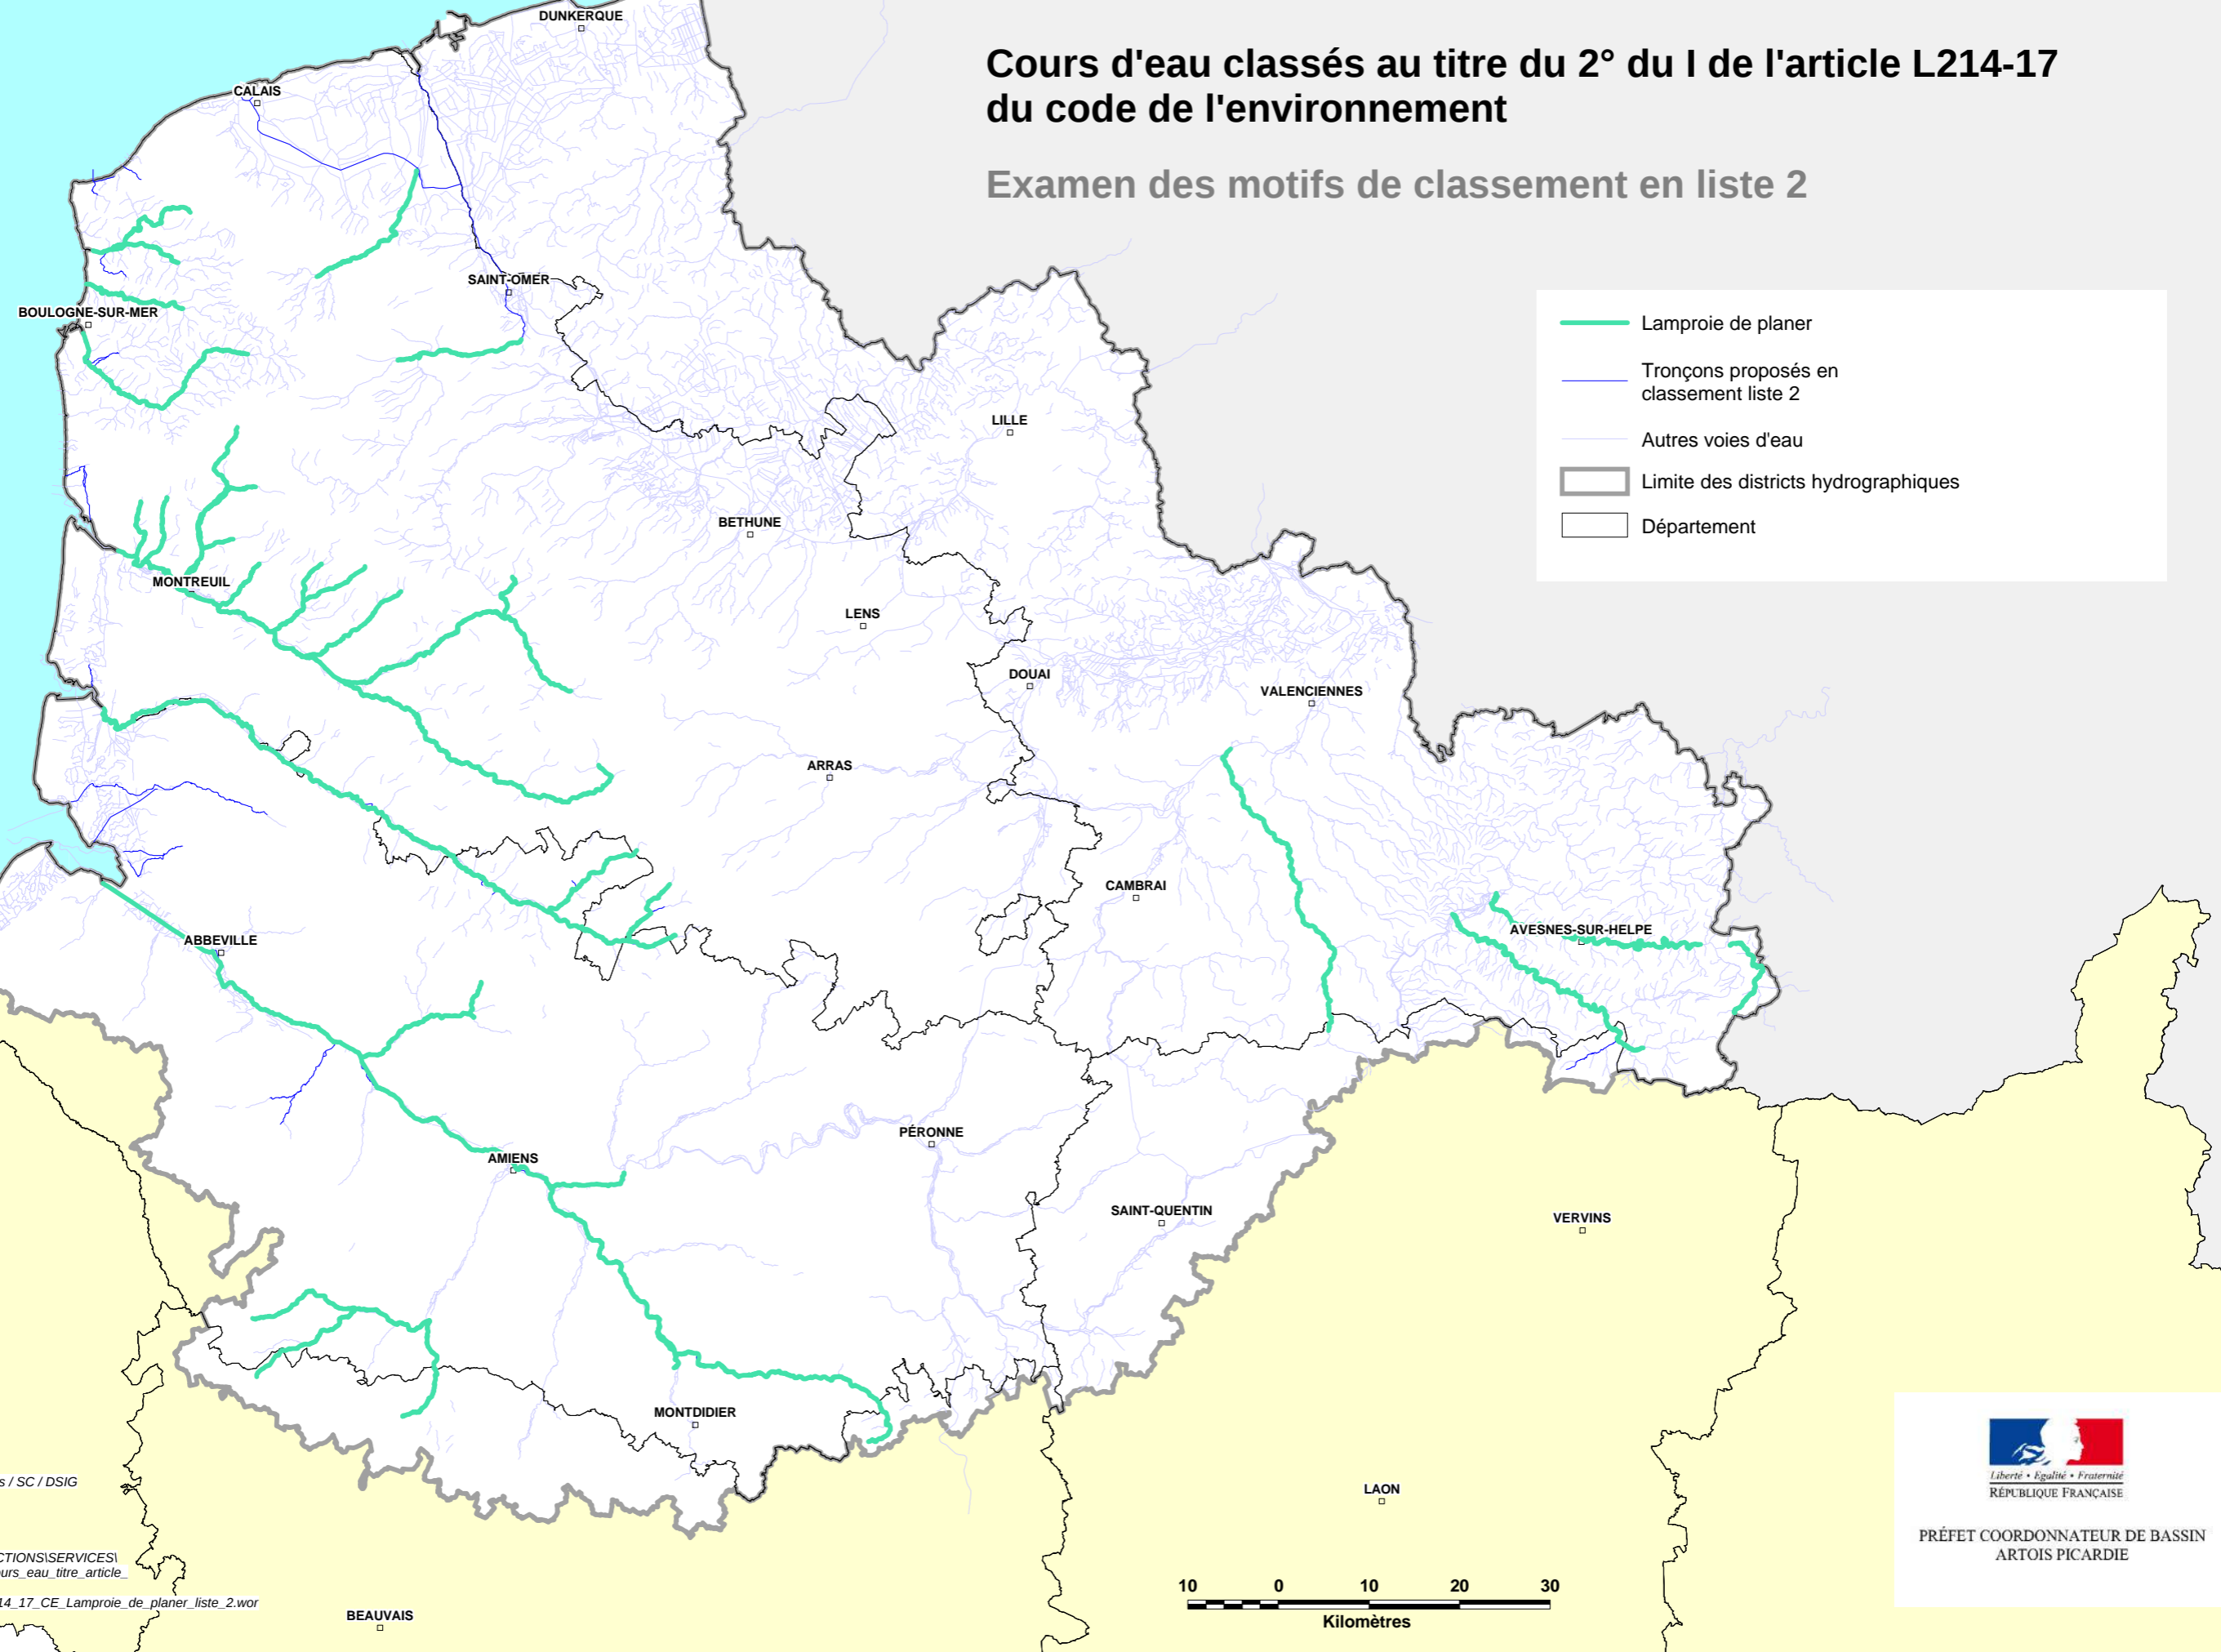 Cours d'eau classés au titre du 2° du I de l'article L214-17
du code de l'environnement
Examen des motifs de classement en liste 2
Lamproie de planer
Tronçons proposés en
classement liste 2
Autres voies d'eau
Limite des districts hydrographiques
Département
DUNKERQUE
CALAIS
SAINT-OMER
BOULOGNE-SUR-MER
LILLE
BETHUNE
MONTREUIL
LENS
DOUAI
VALENCIENNES
ARRAS
CAMBRAI
AVESNES-SUR-HELPE
ABBEVILLE
PÉRONNE
AMIENS
SAINT-QUENTIN
VERVINS
MONTDIDIER
LAON
BEAUVAIS
s / SC / DSIG
CTIONS\SERVICES\
urs_eau_titre_article_
14_17_CE_Lamproie_de_planer_liste_2.wor
10 0 10 20 30
Kilomètres
Liberté • Egalité • Fraternité
RÉPUBLIQUE FRANÇAISE
PRÉFET COORDONNATEUR DE BASSIN
ARTOIS PICARDIE